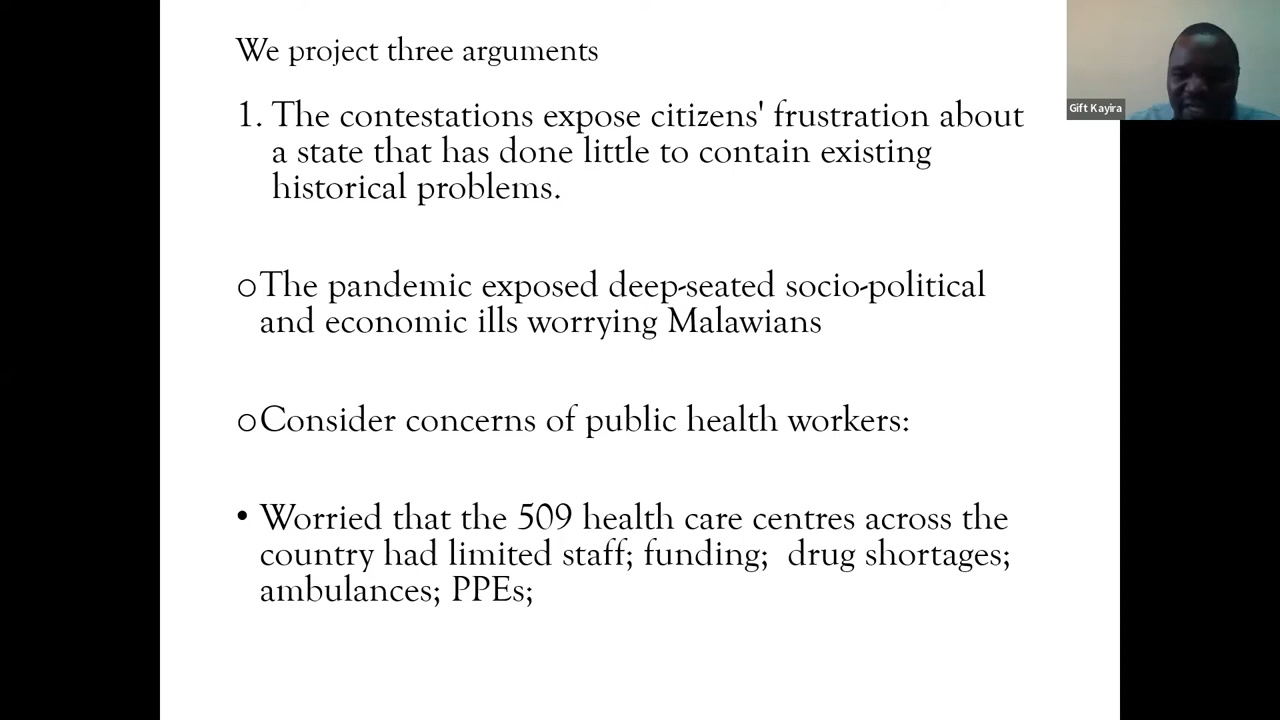 We project three arguments
1. The contestations expose citizens' frustration about
a state that has done little to contain existing
historical problems.
oThe pandemic exposed deep-seated socio-political
and economic ills worrying Malawians
oConsider concerns of public health workers:
• Worried that the 509 health care centres across the
country had limited staff; funding;  drug shortages;
ambulances; PPEs;
Gift Kayira